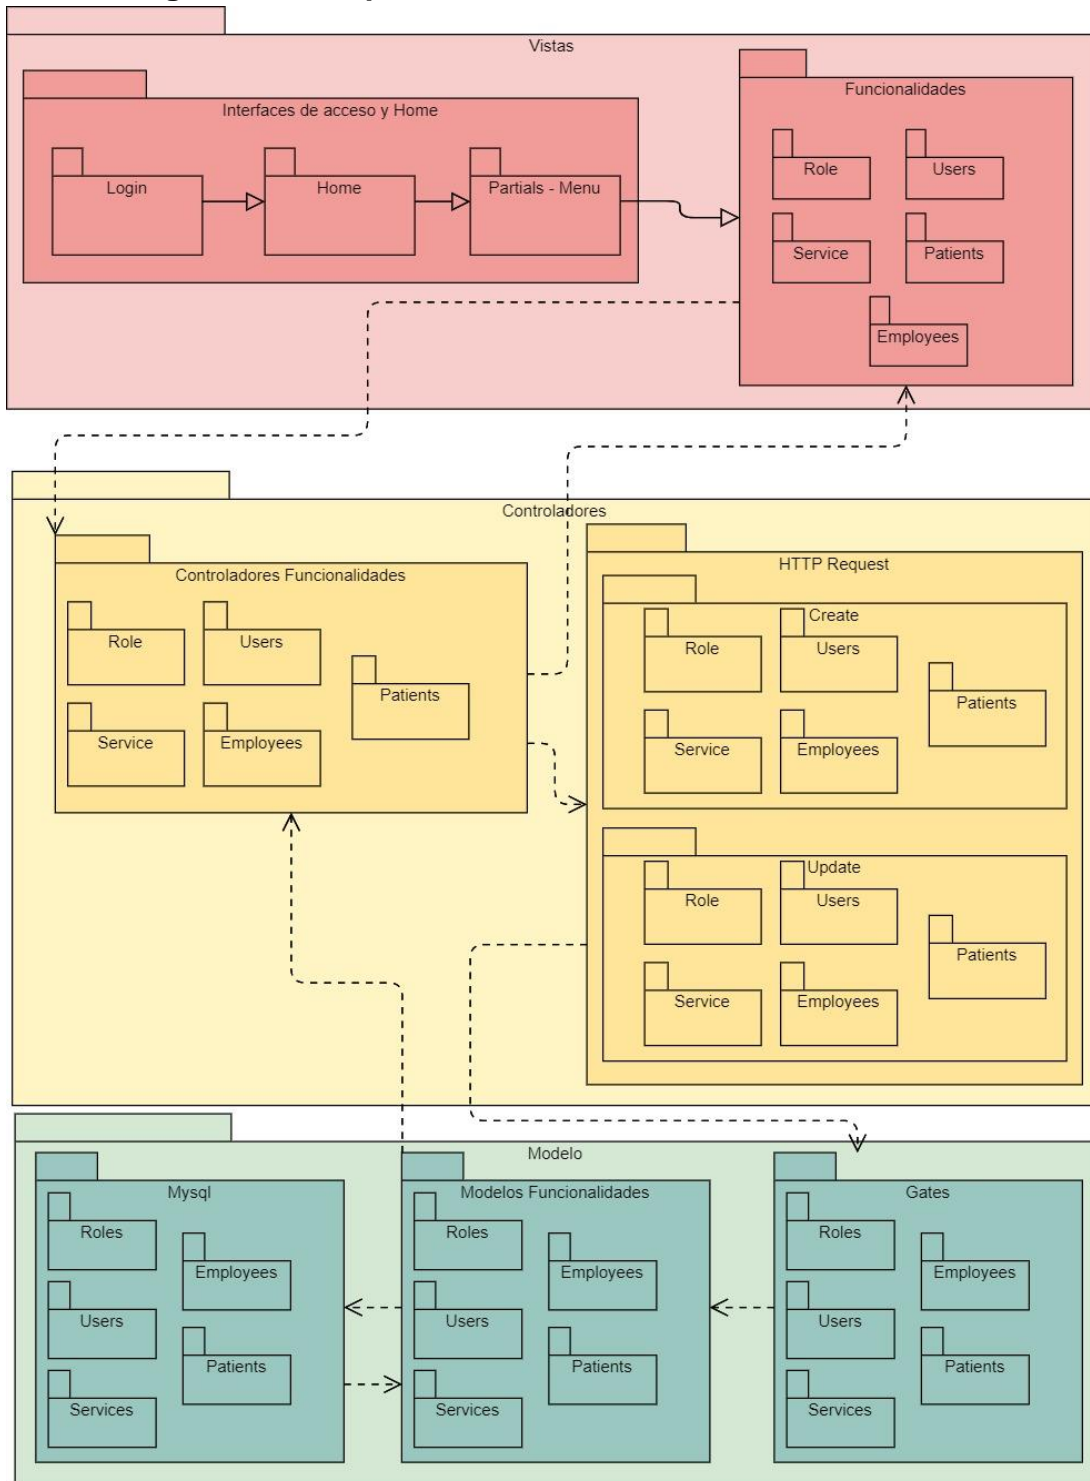 Vistas
Interfaces de acceso y Home
Login
Home
Partials - Menu
Funcionalidades
Role
Users
Service
Patients
Employees
Controladores
Controladores Funcionalidades
Role
Users
Patients
Service
Employees
HTTP Request
Create
Role
Users
Patients
Service
Employees
Update
Role
Users
Patients
Service
Employees
Modelo
Mysql
Roles
Employees
Users
Patients
Services
Modelos Funcionalidades
Roles
Employees
Users
Patients
Services
Gates
Roles
Employees
Users
Patients
Services